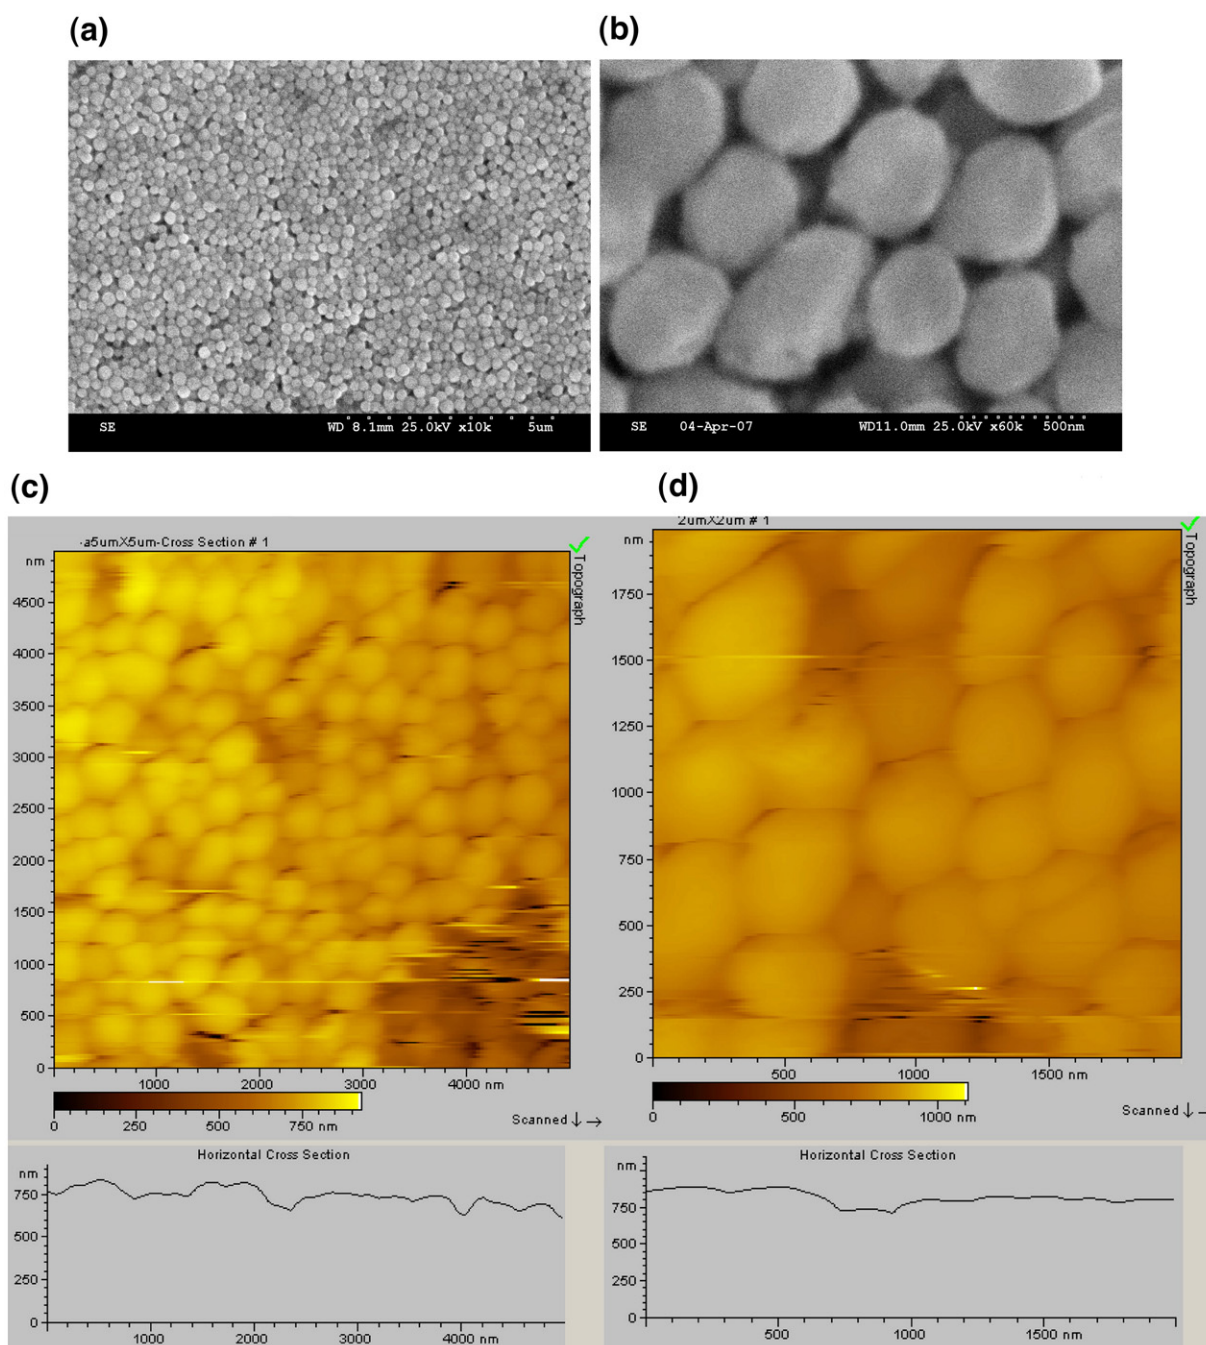 (a)
(b)
SE WD 8.1mm 25.0kV x10k 5um
SE 04-Apr-07 WD11.0mm 25.0kV x60k 500nm
(c)
(d)
-a5umX5um-Cross Section # 1
nm
4500
4000
3500
3000
2500
2000
1500
1000
500
0
1000 2000 3000 4000 nm
Topograph
0 250 500 750 nm
Scanned ↓ →
2umX2um # 1
nm
1750
1500
1250
1000
750
500
250
0
500 1000 1500 nm
Topograph
0 500 1000 nm
Scanned ↓
Horizontal Cross Section
nm
750
500
250
0
1000 2000 3000 4000 nm
Horizontal Cross Section
nm
750
500
250
0
500 1000 1500 nm